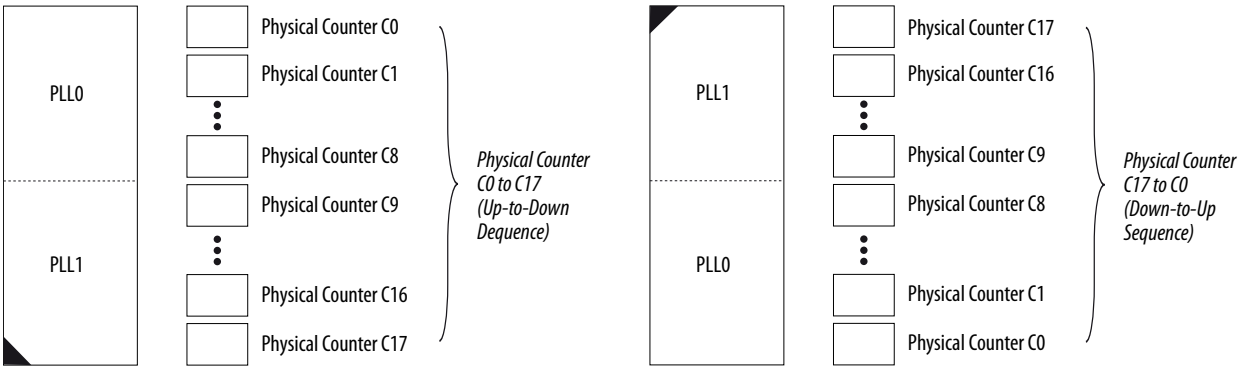 PLL0
PLL1
Physical Counter C0
Physical Counter C1
Physical Counter C8
Physical Counter C9
Physical Counter C16
Physical Counter C17
Physical Counter
C0 to C17
(Up-to-Down
Dequence)
PLL1
PLL0
Physical Counter C17
Physical Counter C16
Physical Counter C9
Physical Counter C8
Physical Counter C1
Physical Counter C0
Physical Counter
C17 to C0
(Down-to-Up
Sequence)